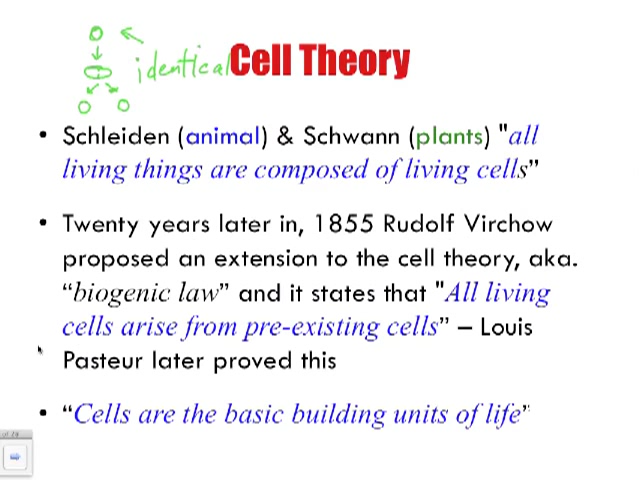 identical Cell Theory
• Schleiden (animal) & Schwann (plants) "all
living things are composed of living cells”
• Twenty years later in, 1855 Rudolf Virchow
proposed an extension to the cell theory, aka.
“biogenic law” and it states that "All living
cells arise from pre-existing cells” – Louis
Pasteur later proved this
• “Cells are the basic building units of life”